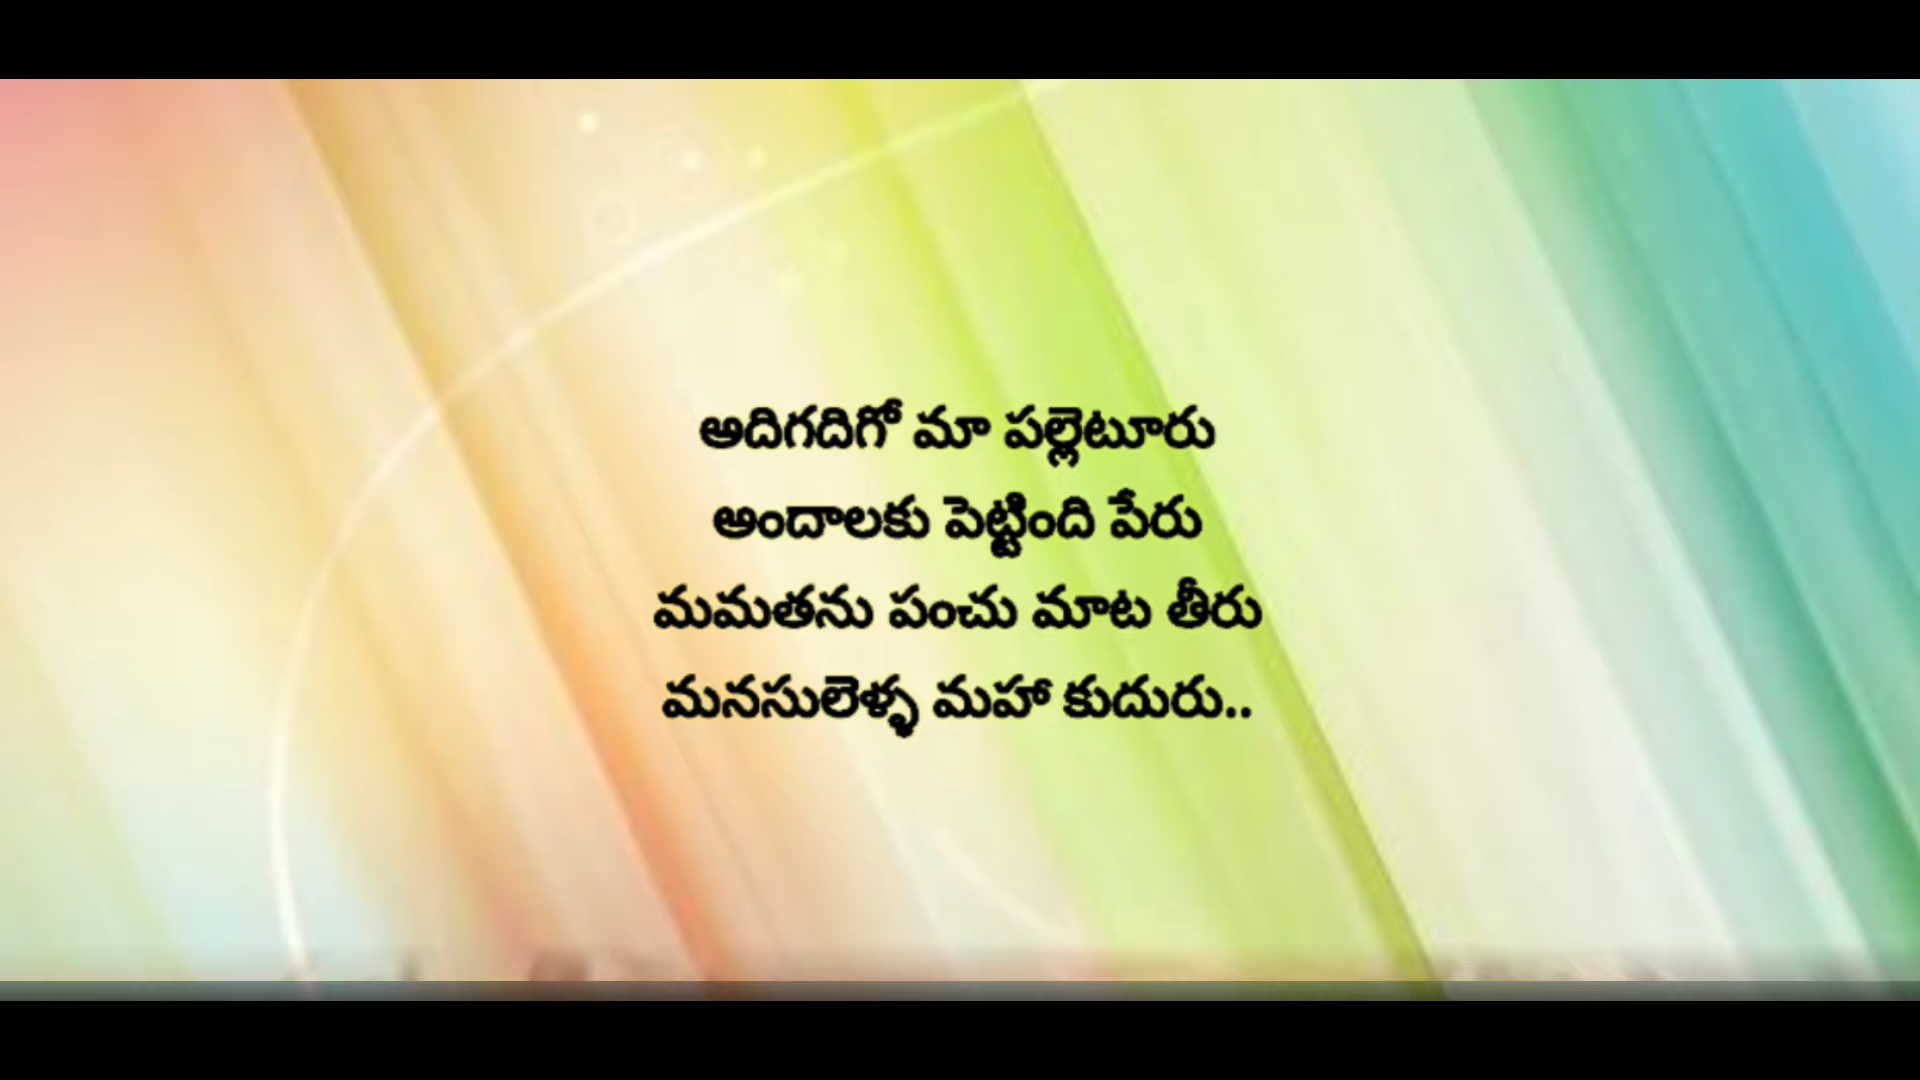 అదిగదిగో మా పల్లెటూరు
అందాలకు పెట్టింది పేరు
మమతను పంచు మాట తీరు
మనసులెళ్ళ మహా కుదురు..